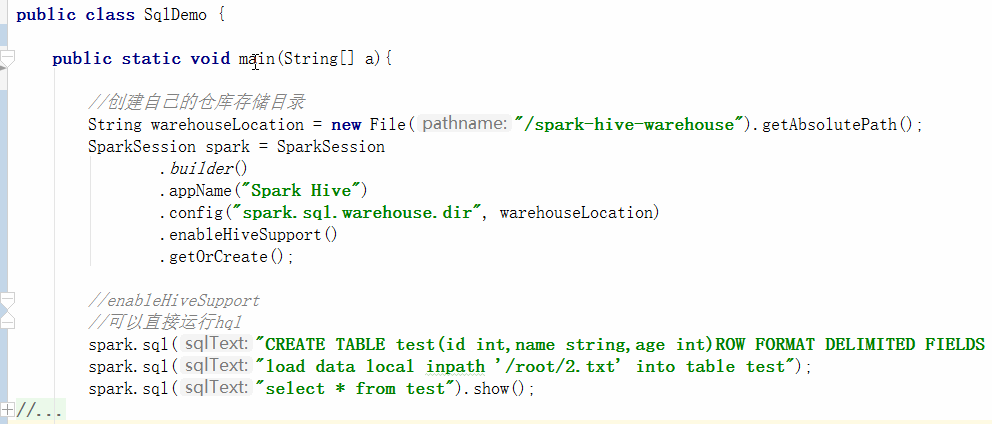 public class SqlDemo {
public static void main(String[] a){
//创建自己的仓库存储目录
String warehouseLocation = new File( pathname: "/spark-hive-warehouse").getAbsolutePath();
SparkSession spark = SparkSession
.builder()
.appName("Spark Hive")
.config("spark.sql.warehouse.dir", warehouseLocation)
.enableHiveSupport()
.getOrCreate();
//enableHiveSupport
//可以直接运行hql
spark.sql( sqlText: "CREATE TABLE test(id int,name string,age int)ROW FORMAT DELIMITED FIELDS
spark.sql( sqlText: "load data local inpath '/root/2.txt' into table test");
spark.sql( sqlText: "select * from test").show();
//...